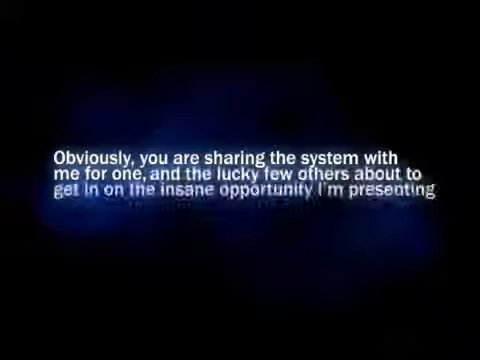 Obviously, you are sharing the system with
me for one, and the lucky few others about to
get in on the insane opportunity I'm presenting